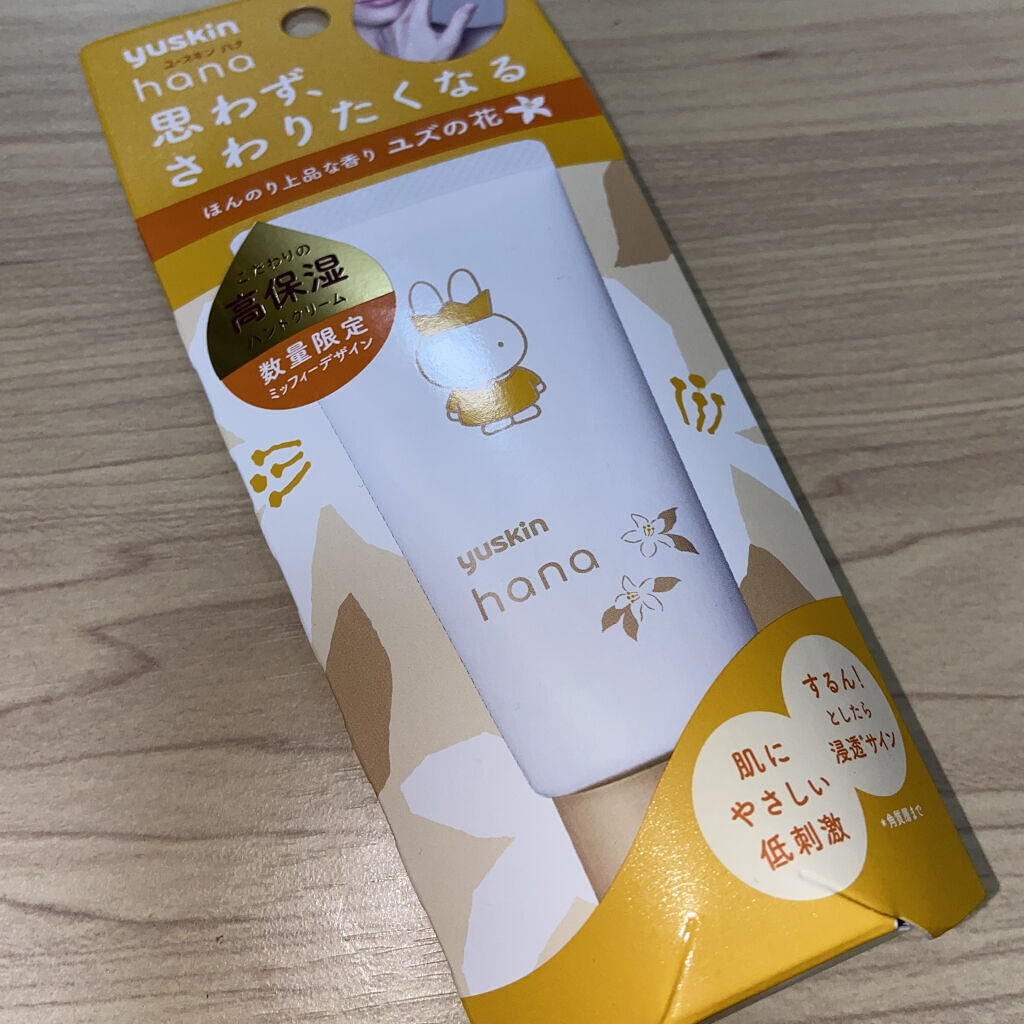 yuskin
ユースキン ハナ
hana
思わず、
さわりたくなる
ほんのり上品な香り ユズの花
こだわりの
高保湿
ハンドクリーム
数量限定
ミッフィーデザイン
yuskin
hana
するん!
としたら
浸透*サイン
肌に
やさしい
低刺激
*角質層まで